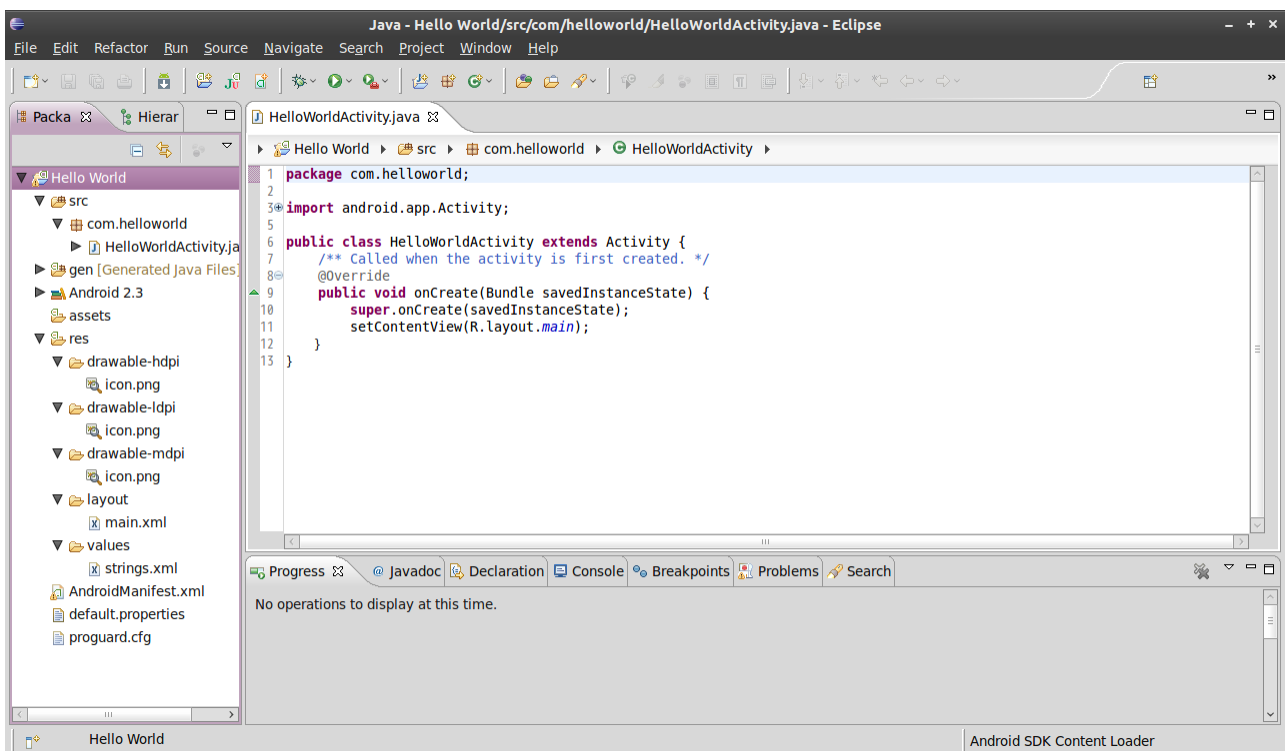 Java - Hello World/src/com/helloworld/HelloWorldActivity.java - Eclipse
File Edit Refactor Run Source Navigate Search Project Window Help
Packa Hierar
Hello World
src
com.helloworld
HelloWorldActivity.ja
gen [Generated Java Files]
Android 2.3
assets
res
drawable-hdpi
icon.png
drawable-ldpi
icon.png
drawable-mdpi
icon.png
layout
main.xml
values
strings.xml
AndroidManifest.xml
default.properties
proguard.cfg
HelloWorldActivity.java
Hello World src com.helloworld HelloWorldActivity
1 package com.helloworld;
2
3 import android.app.Activity;
5
6 public class HelloWorldActivity extends Activity {
7 /** Called when the activity is first created. */
8 @Override
9 public void onCreate(Bundle savedInstanceState) {
10 super.onCreate(savedInstanceState);
11 setContentView(R.layout.main);
12 }
13 }
Progress @ Javadoc Declaration Console Breakpoints Problems Search
No operations to display at this time.
Hello World
Android SDK Content Loader